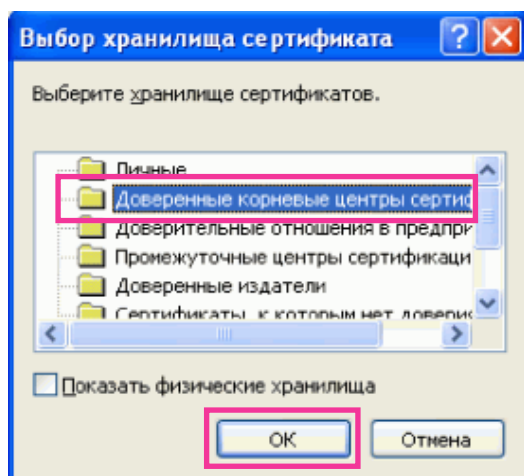 Выбор хранилища сертификата
Выберите хранилище сертификатов.
Личные
Доверенные корневые центры сертиф
Доверительные отношения в предпри
Промежуточные центры сертификаци
Доверенные издатели
Сертификаты, к которым нет довери
Показать физические хранилища
ОК
Отмена